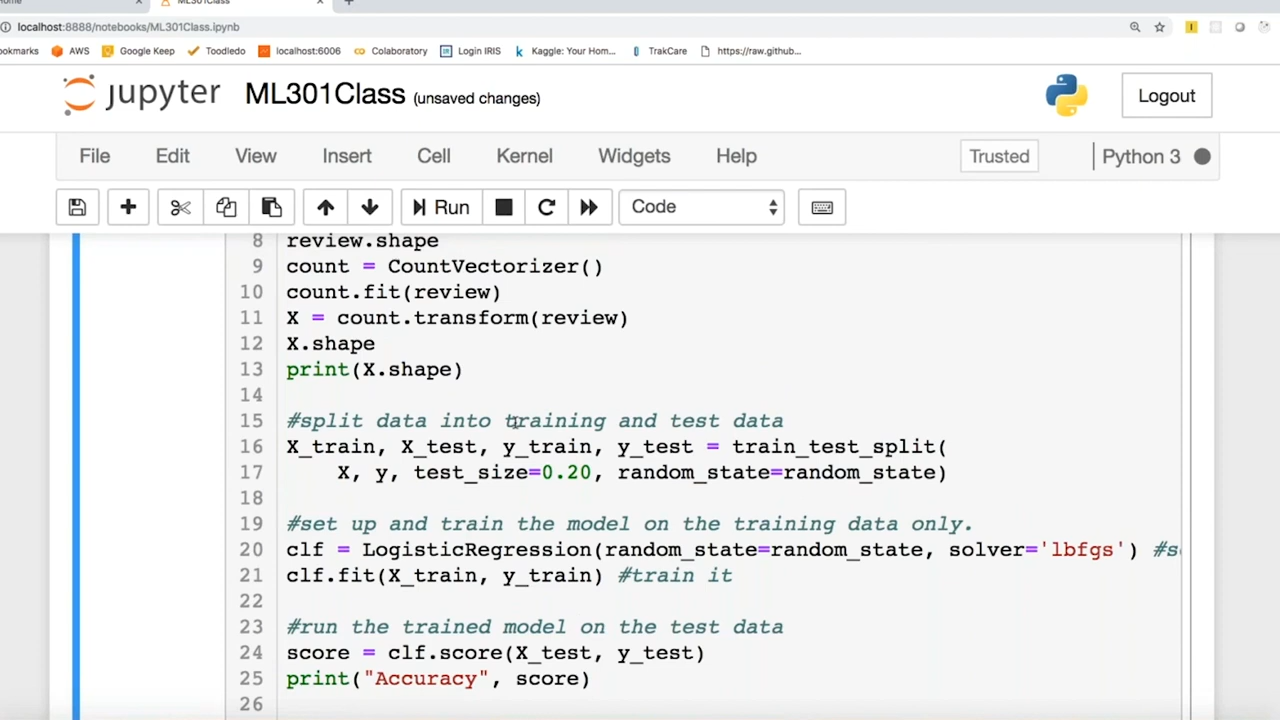 ML301Class
localhost:8888/notebooks/ML301Class.ipynb
AWS Google Keep Toodledo localhost:6006 Colaboratory Login IRIS Kaggle: Your Hom... TrakCare https://raw.github...
jupyter ML301Class (unsaved changes) Logout
File Edit View Insert Cell Kernel Widgets Help Trusted Python 3
Run Code
8 review.shape
9 count = CountVectorizer()
10 count.fit(review)
11 X = count.transform(review)
12 X.shape
13 print(X.shape)
14
15 #split data into training and test data
16 X_train, X_test, y_train, y_test = train_test_split(
17 X, y, test_size=0.20, random_state=random_state)
18
19 #set up and train the model on the training data only.
20 clf = LogisticRegression(random_state=random_state, solver='lbfgs') #s
21 clf.fit(X_train, y_train) #train it
22
23 #run the trained model on the test data
24 score = clf.score(X_test, y_test)
25 print("Accuracy", score)
26